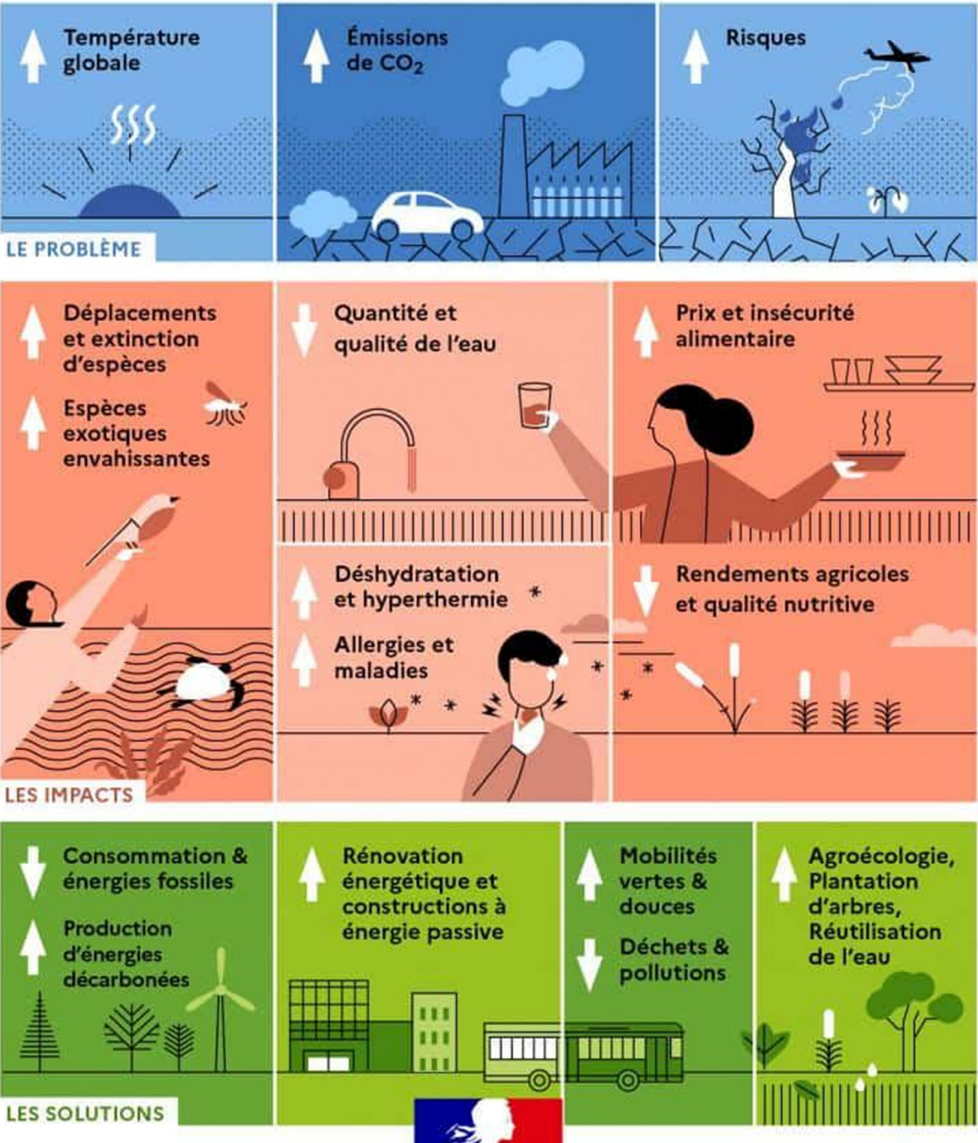 Température
globale
Émissions
de CO₂
Risques
LE PROBLÈME
Déplacements
et extinction
d'espèces
Espèces
exotiques
envahissantes
Quantité et
qualité de l'eau
Prix et insécurité
alimentaire
Déshydratation
et hyperthermie
Allergies et
maladies
Rendements agricoles
et qualité nutritive
LES IMPACTS
Consommation &
énergies fossiles
Production
d'énergies
décarbonées
Rénovation
énergétique et
constructions à
énergie passive
Mobilités
vertes &
douces
Déchets &
pollutions
Agroécologie,
Plantation
d'arbres,
Réutilisation
de l'eau
LES SOLUTIONS